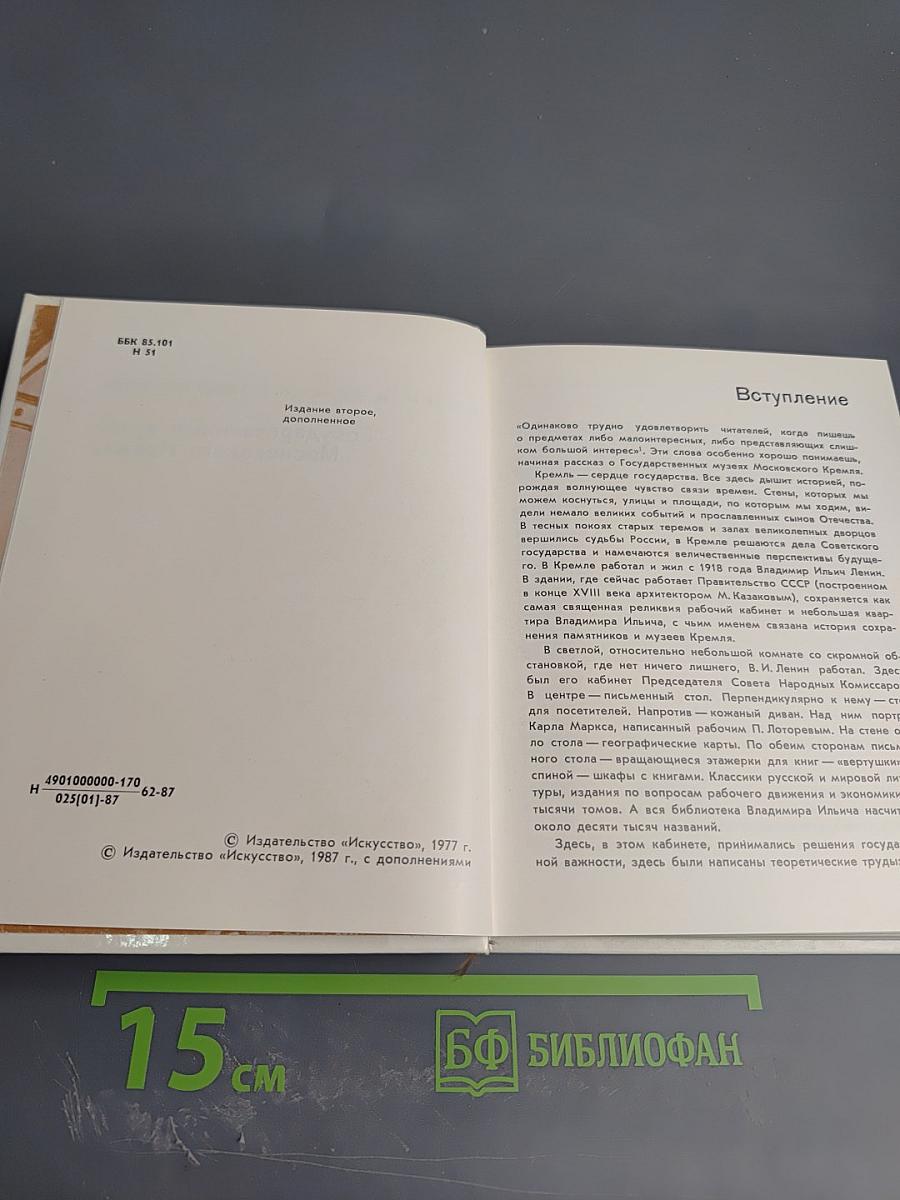 ББК 85.101
Н 51
Издание второе,
дополненное
Н 4901000000-170 62-87
025[01]-87
© Издательство «Искусство», 1977 г.
© Издательство «Искусство», 1987 г., с дополнениями
Вступление
«Одинаково трудно удовлетворить читателей, когда пишешь
о предметах либо малоинтересных, либо представляющих слиш-
ком большой интерес»¹. Эти слова особенно хорошо понимаешь,
начиная рассказ о Государственных музеях Московского Кремля.
Кремль — сердце государства. Все здесь дышит историей, по-
рождая волнующее чувство связи времен. Стены, которых мы
можем коснуться, улицы и площади, по которым мы ходим, ви-
дели немало великих событий и прославленных сынов Отечества.
В тесных покоях старых теремов и залах великолепных дворцов
вершились судьбы России, в Кремле решаются дела Советского
государства и намечаются величественные перспективы будуще-
го. В Кремле работал и жил с 1918 года Владимир Ильич Ленин.
В здании, где сейчас работает Правительство СССР (построенном
в конце XVIII века архитектором М. Казаковым), сохраняется как
самая священная реликвия рабочий кабинет и небольшая квар-
тира Владимира Ильича, с чьим именем связана история сохра-
нения памятников и музеев Кремля.
В светлой, относительно небольшой комнате со скромной об-
становкой, где нет ничего лишнего, В. И. Ленин работал. Здес
был его кабинет Председателя Совета Народных Комиссаро
В центре — письменный стол. Перпендикулярно к нему — сто
для посетителей. Напротив — кожаный диван. Над ним портр
Карла Маркса, написанный рабочим П. Лоторевым. На стене о
ло стола — географические карты. По обеим сторонам письм
ного стола — вращающиеся этажерки для книг — «вертушки»
спиной — шкафы с книгами. Классики русской и мировой ли
туры, издания по вопросам рабочего движения и экономики
тысячи томов. А вся библиотека Владимира Ильича насчит
около десяти тысяч названий.
Здесь, в этом кабинете, принимались решения госуда
ной важности, здесь были написаны теоретические труды
15 см
БФ БИБЛИОФАН